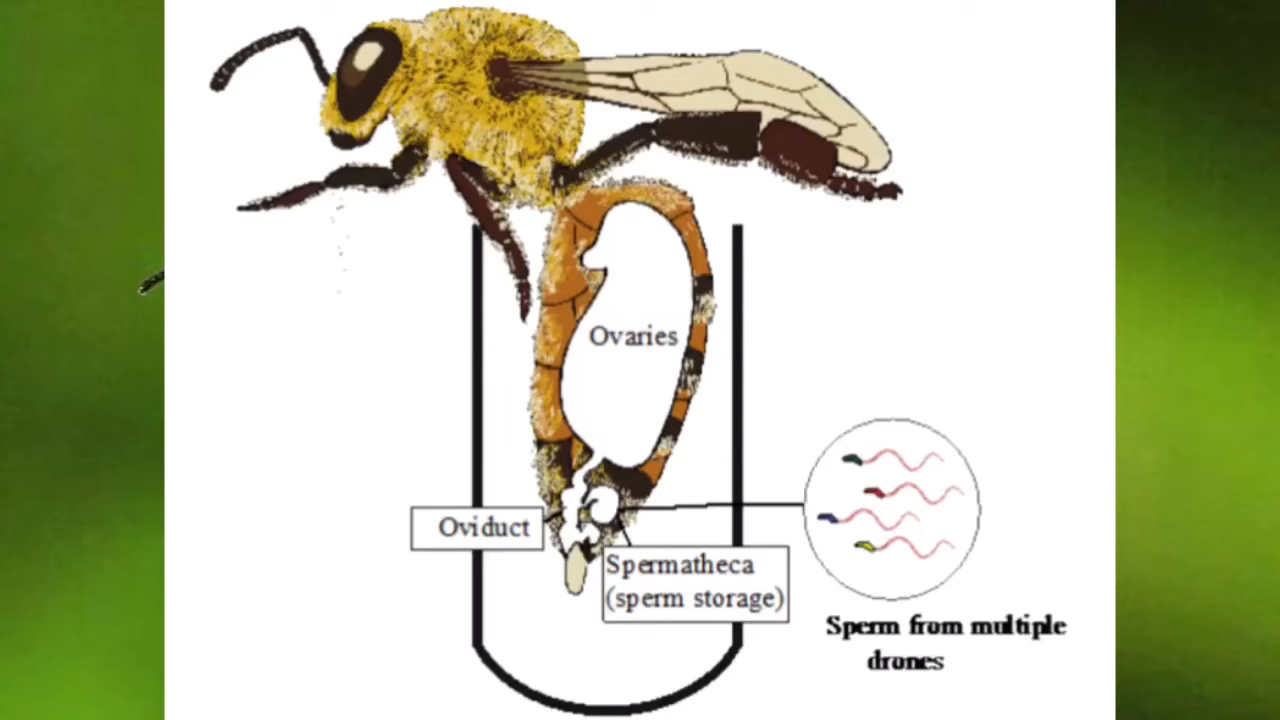 Ovaries
Oviduct
Spermatheca
(sperm storage)
Sperm from multiple
drones